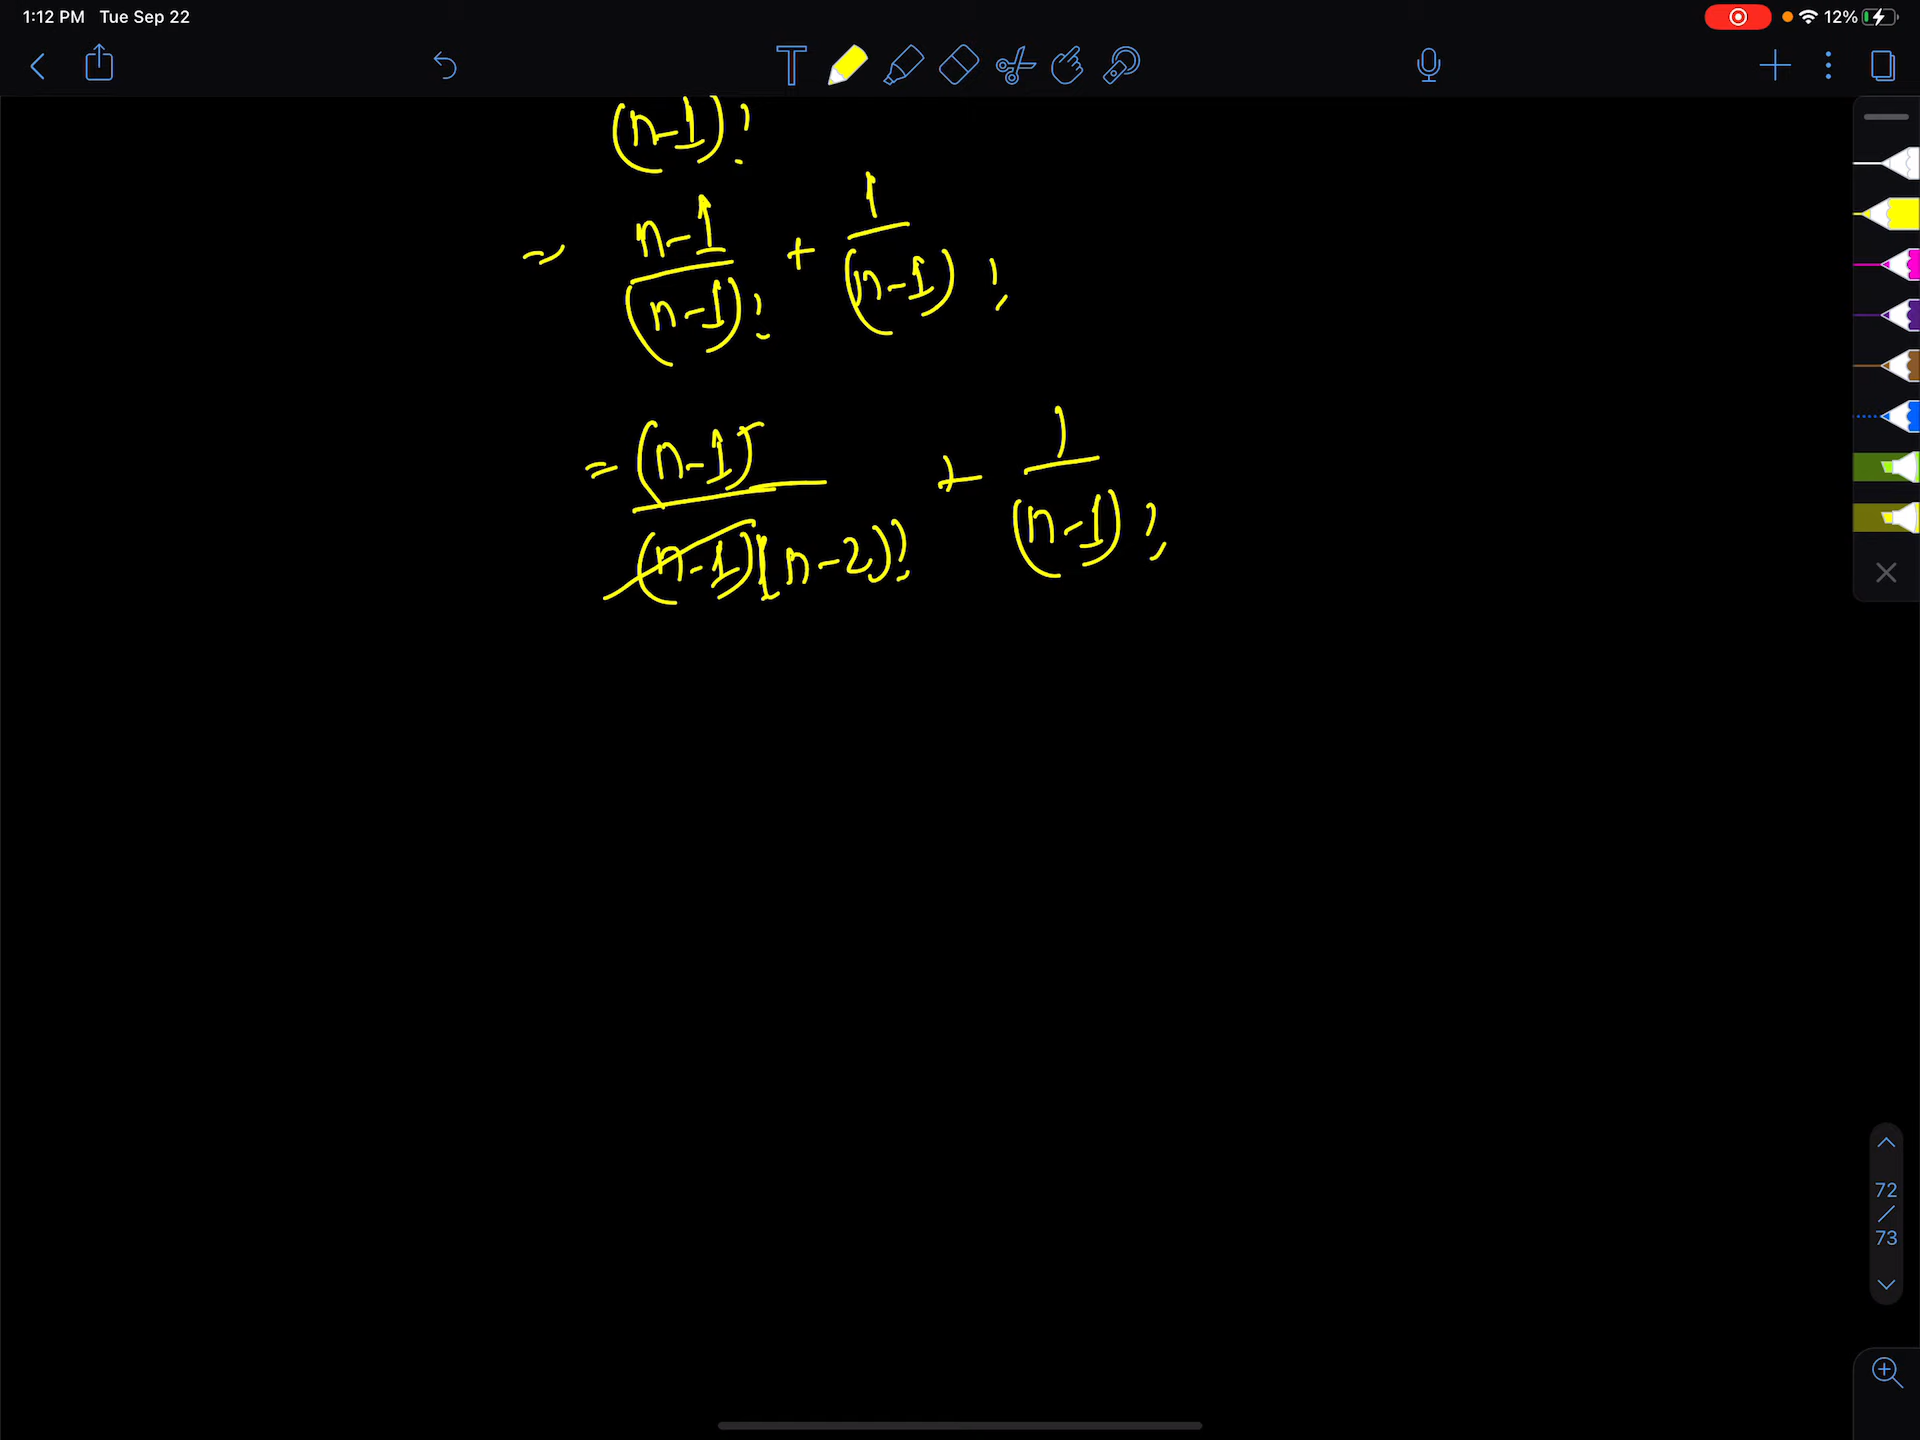 1:12 PM Tue Sep 22
12%
(n-1)!
= n-1/(n-1)! + 1/(n-1)!
= (n-1)/(n-1)(n-2)! + 1/(n-1)!
72
/
73